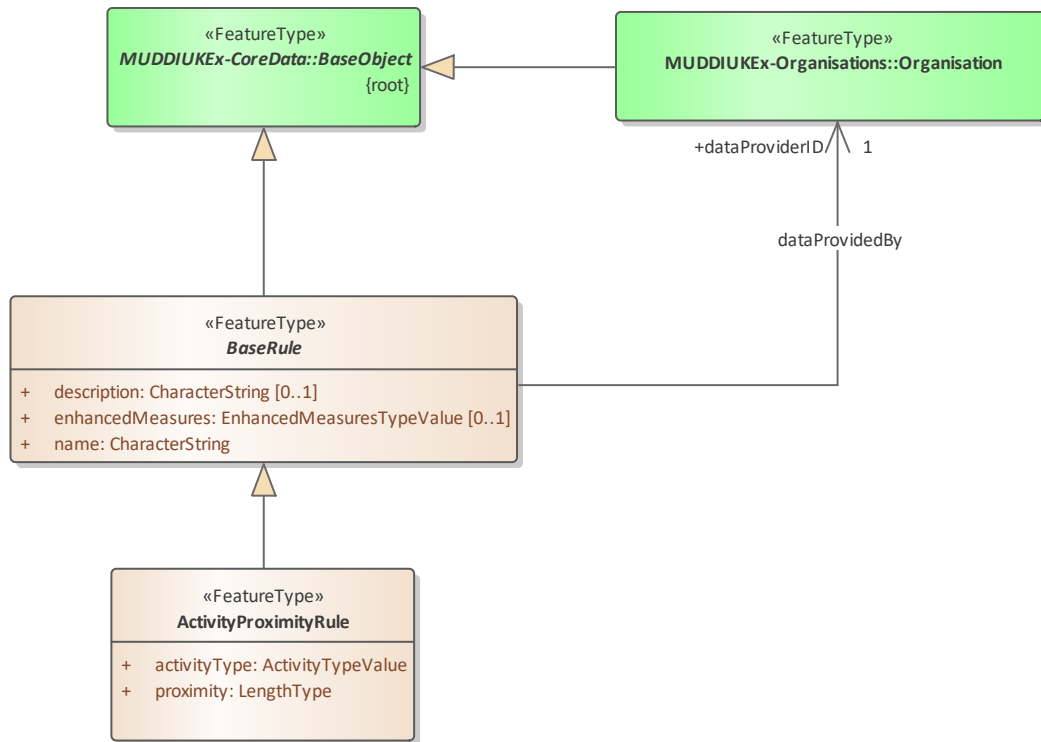 «FeatureType»
MUDDIUKEx-CoreData::BaseObject
{root}
«FeatureType»
MUDDIUKEx-Organisations::Organisation
+dataProviderID
1
dataProvidedBy
«FeatureType»
BaseRule
+ description: CharacterString [0..1]
+ enhancedMeasures: EnhancedMeasuresTypeValue [0..1]
+ name: CharacterString
«FeatureType»
ActivityProximityRule
+ activityType: ActivityTypeValue
+ proximity: LengthType